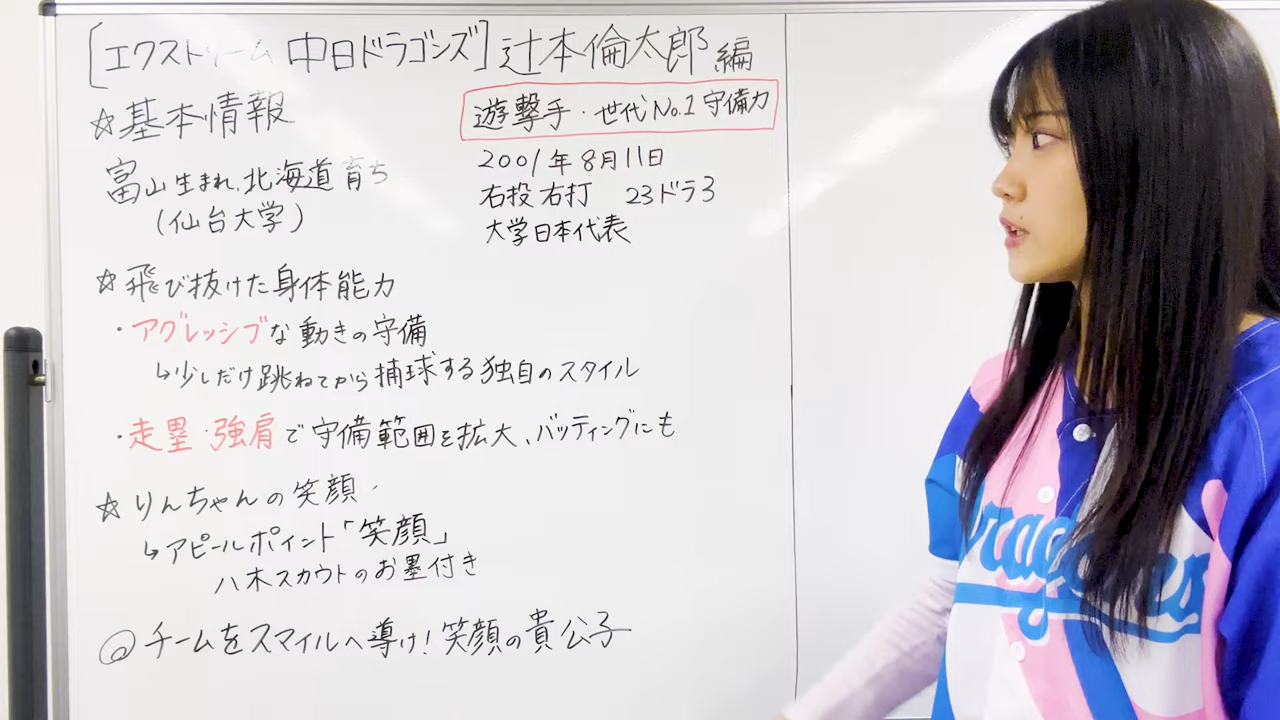 [エクストリーム 中日ドラゴンズ] 辻本倫太郎 編
☆基本情報
遊撃手・世代No.1守備力
富山生まれ、北海道育ち
(仙台大学)
2001年8月11日
右投右打 23ドラ3
大学日本代表
☆飛び抜けた身体能力
・アグレッシブな動きの守備
↳少しだけ跳ねてから捕球する独自のスタイル
・走塁・強肩で守備範囲を拡大、バッティングにも
☆りんちゃんの笑顔・
↳アピールポイント「笑顔」
八木スカウトのお墨付き
◎チームをスマイルへ導け!笑顔の貴公子
Dragons